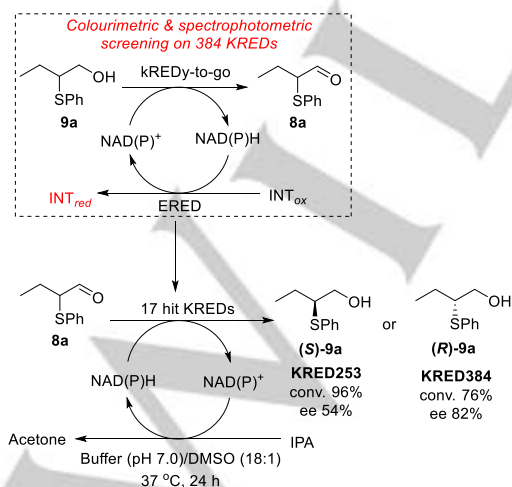 Colourimetric & spectrophotometric
screening on 384 KREDs
OH
SPh
9a
kREDy-to-go
O
SPh
8a
NAD(P)+
NAD(P)H
INTred
ERED
INTox
O
SPh
8a
17 hit KREDs
OH
SPh
(S)-9a
KRED253
conv. 96%
ee 54%
or
OH
SPh
(R)-9a
KRED384
conv. 76%
ee 82%
NAD(P)H
NAD(P)+
Acetone
IPA
Buffer (pH 7.0)/DMSO (18:1)
37 ºC, 24 h